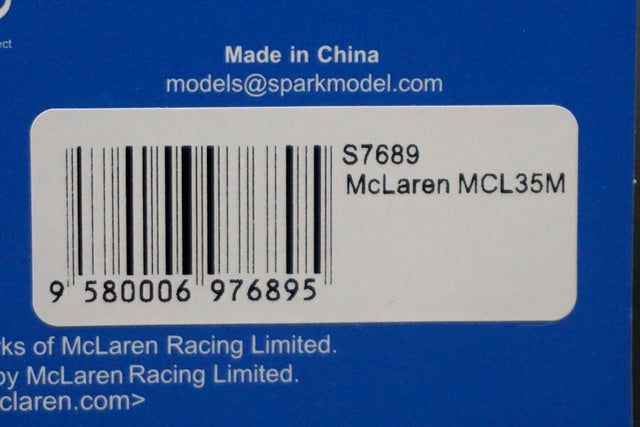 ect
Made in China
models@sparkmodel.com
S7689
McLaren MCL35M
9 580006 976895
rks of McLaren Racing Limited.
by McLaren Racing Limited.
claren.com>